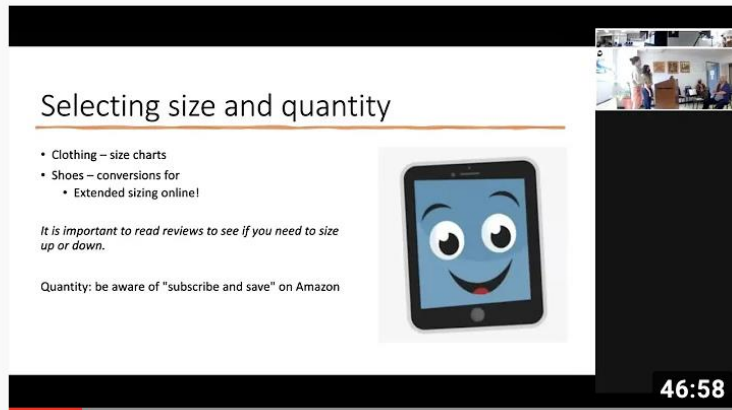 Selecting size and quantity
• Clothing – size charts
• Shoes – conversions for
• Extended sizing online!
It is important to read reviews to see if you need to size
up or down.
Quantity: be aware of "subscribe and save" on Amazon
46:58